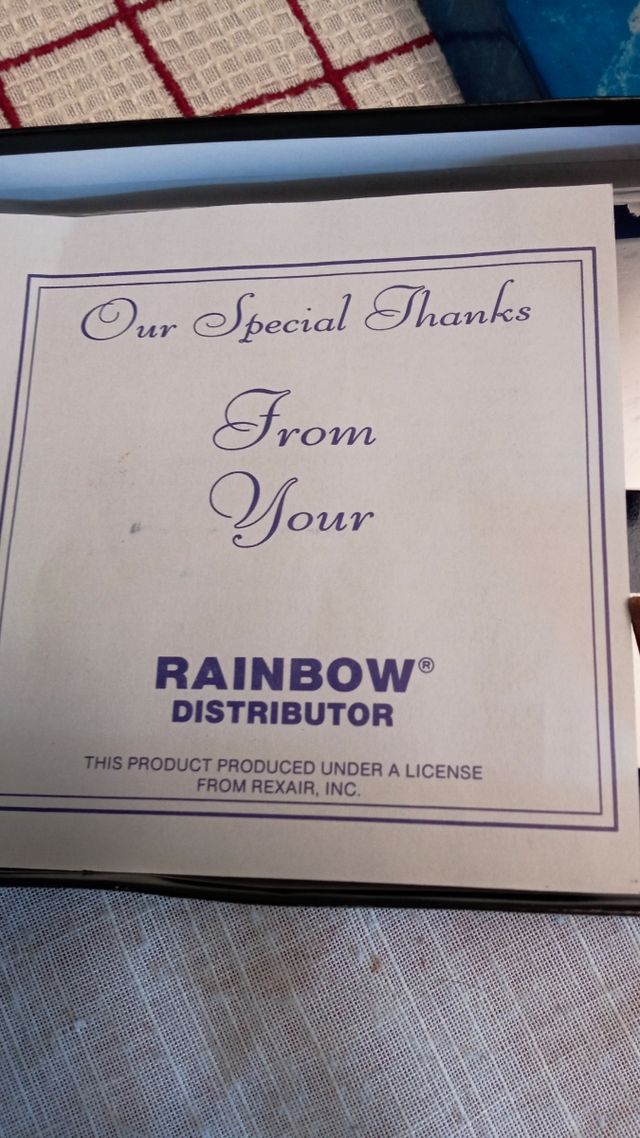 Our Special Thanks
From
Your
RAINBOW®
DISTRIBUTOR
THIS PRODUCT PRODUCED UNDER A LICENSE
FROM REXAIR, INC.